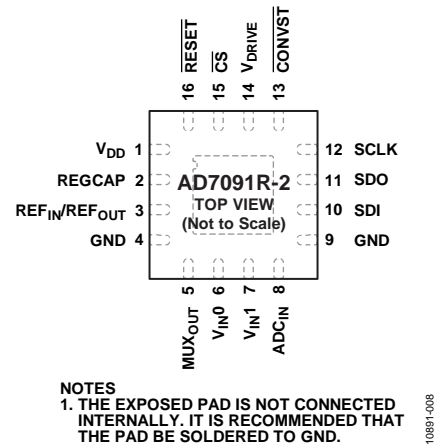 16 RESET
15 CS
14 VDRIVE
13 CONVST
VDD 1
REGCAP 2
REFIN/REFOUT 3
GND 4
AD7091R-2
TOP VIEW
(Not to Scale)
12 SCLK
11 SDO
10 SDI
9 GND
MUXOUT 5
VIN0 6
VIN1 7
ADCIN 8
NOTES
1. THE EXPOSED PAD IS NOT CONNECTED
INTERNALLY. IT IS RECOMMENDED THAT
THE PAD BE SOLDERED TO GND.
10891-008